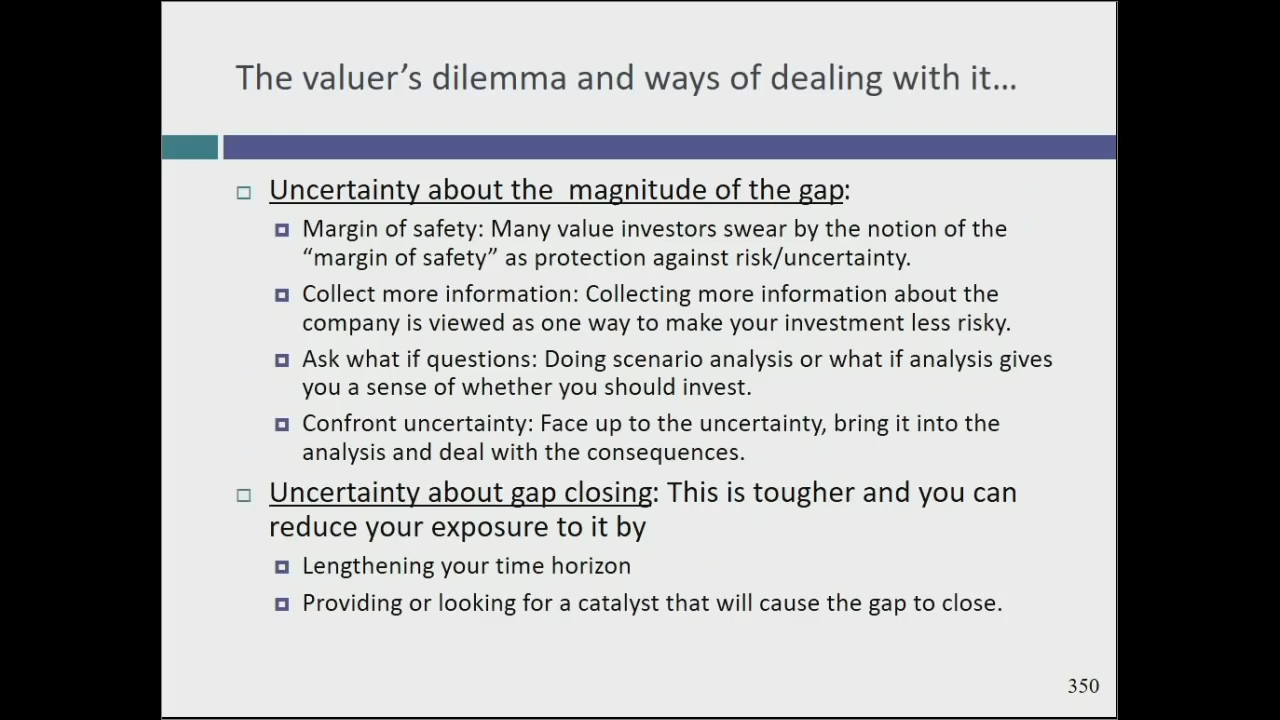 The valuer’s dilemma and ways of dealing with it…
Uncertainty about the  magnitude of the gap:
Margin of safety: Many value investors swear by the notion of the
“margin of safety” as protection against risk/uncertainty.
Collect more information: Collecting more information about the
company is viewed as one way to make your investment less risky.
Ask what if questions: Doing scenario analysis or what if analysis gives
you a sense of whether you should invest.
Confront uncertainty: Face up to the uncertainty, bring it into the
analysis and deal with the consequences.
Uncertainty about gap closing: This is tougher and you can
reduce your exposure to it by
Lengthening your time horizon
Providing or looking for a catalyst that will cause the gap to close.
350